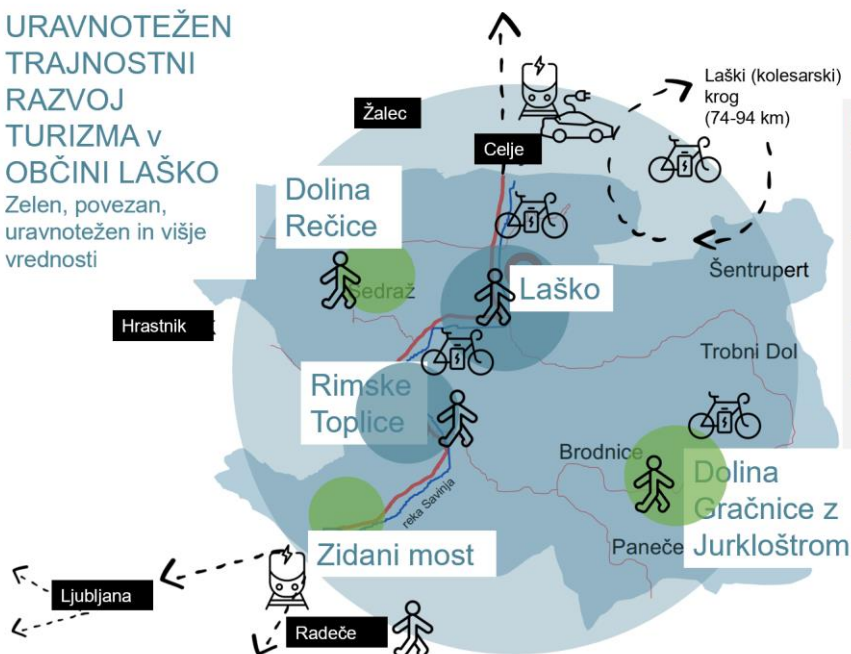 URAVNOTEŽEN
TRAJNOSTNI
RAZVOJ
TURIZMA v
OBČINI LAŠKO
Zelen, povezan,
uravnotežen in višje
vrednosti
Laški (kolesarski)
krog
(74-94 km)
Žalec
Celje
Dolina
Rečice
Sedraž
Laško
Šentrupert
Hrastnik
Trobni Dol
Rimske
Toplice
Brodnice
Dolina
Gračnice z
Jurkloštrom
reka Savinja
Paneče
Zidani most
Ljubljana
Radeče